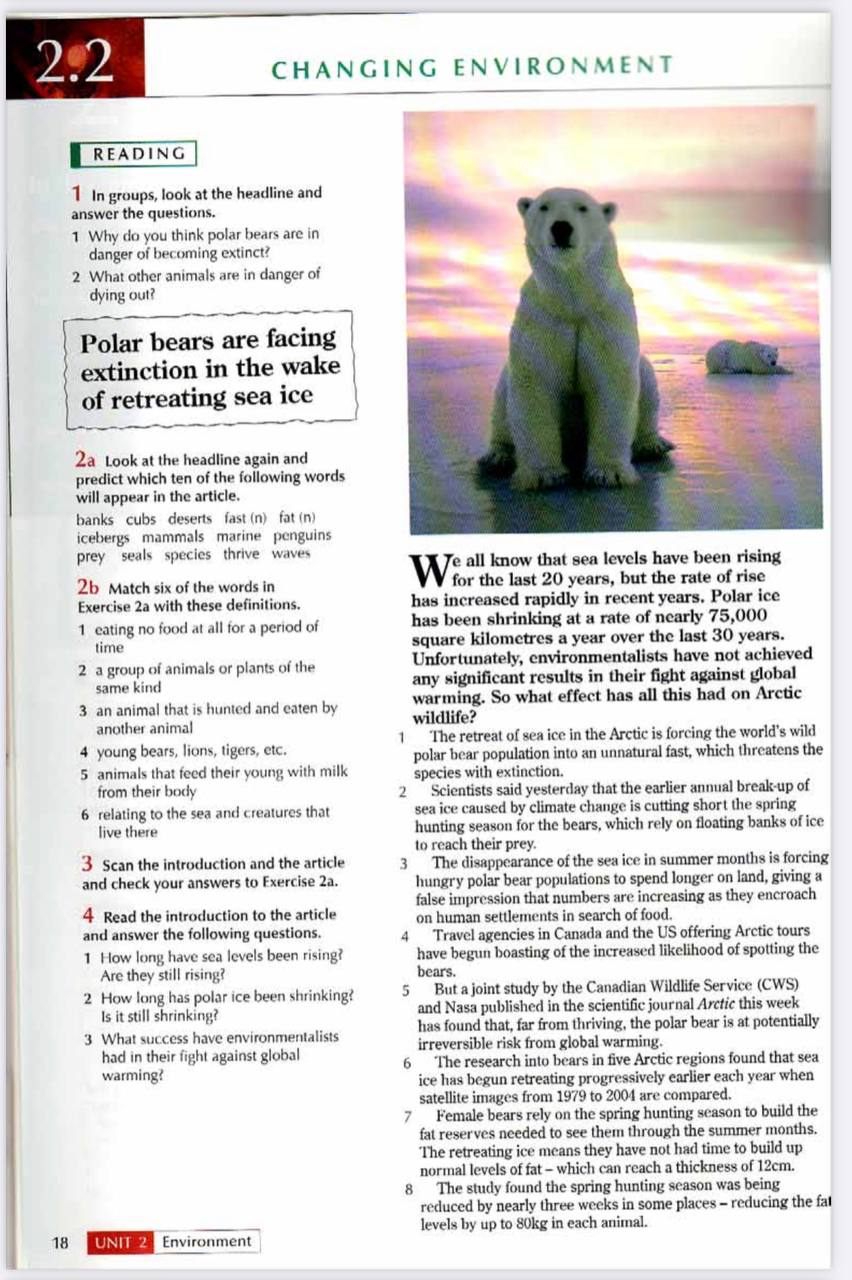 2.2
CHANGING ENVIRONMENT
READING
1 In groups, look at the headline and
answer the questions.
1 Why do you think polar bears are in
danger of becoming extinct?
2 What other animals are in danger of
dying out?
Polar bears are facing
extinction in the wake
of retreating sea ice
2a Look at the headline again and
predict which ten of the following words
will appear in the article.
banks cubs deserts fast (n) fat (n)
icebergs mammals marine penguins
prey seals species thrive waves
2b Match six of the words in
Exercise 2a with these definitions.
1 eating no food at all for a period of
time
2 a group of animals or plants of the
same kind
3 an animal that is hunted and eaten by
another animal
4 young bears, lions, tigers, etc.
5 animals that feed their young with milk
from their body
6 relating to the sea and creatures that
live there
3 Scan the introduction and the article
and check your answers to Exercise 2a.
4 Read the introduction to the article
and answer the following questions.
1 How long have sea levels been rising?
Are they still rising?
2 How long has polar ice been shrinking?
Is it still shrinking?
3 What success have environmentalists
had in their fight against global
warming?
We all know that sea levels have been rising
for the last 20 years, but the rate of rise
has increased rapidly in recent years. Polar ice
has been shrinking at a rate of nearly 75,000
square kilometres a year over the last 30 years.
Unfortunately, environmentalists have not achieved
any significant results in their fight against global
warming. So what effect has all this had on Arctic
wildlife?
1 The retreat of sea ice in the Arctic is forcing the world's wild
polar bear population into an unnatural fast, which threatens the
species with extinction.
2 Scientists said yesterday that the earlier annual break-up of
sea ice caused by climate change is cutting short the spring
hunting season for the bears, which rely on floating banks of ice
to reach their prey.
3 The disappearance of the sea ice in summer months is forcing
hungry polar bear populations to spend longer on land, giving a
false impression that numbers are increasing as they encroach
on human settlements in search of food.
4 Travel agencies in Canada and the US offering Arctic tours
have begun boasting of the increased likelihood of spotting the
bears.
5 But a joint study by the Canadian Wildlife Service (CWS)
and Nasa published in the scientific journal Arctic this week
has found that, far from thriving, the polar bear is at potentially
irreversible risk from global warming.
6 The research into bears in five Arctic regions found that sea
ice has begun retreating progressively earlier each year when
satellite images from 1979 to 2004 are compared.
7 Female bears rely on the spring hunting season to build the
fat reserves needed to see them through the summer months.
The retreating ice means they have not had time to build up
normal levels of fat – which can reach a thickness of 12cm.
8 The study found the spring hunting season was being
reduced by nearly three weeks in some places – reducing the fat
levels by up to 80kg in each animal.
18 UNIT 2 Environment